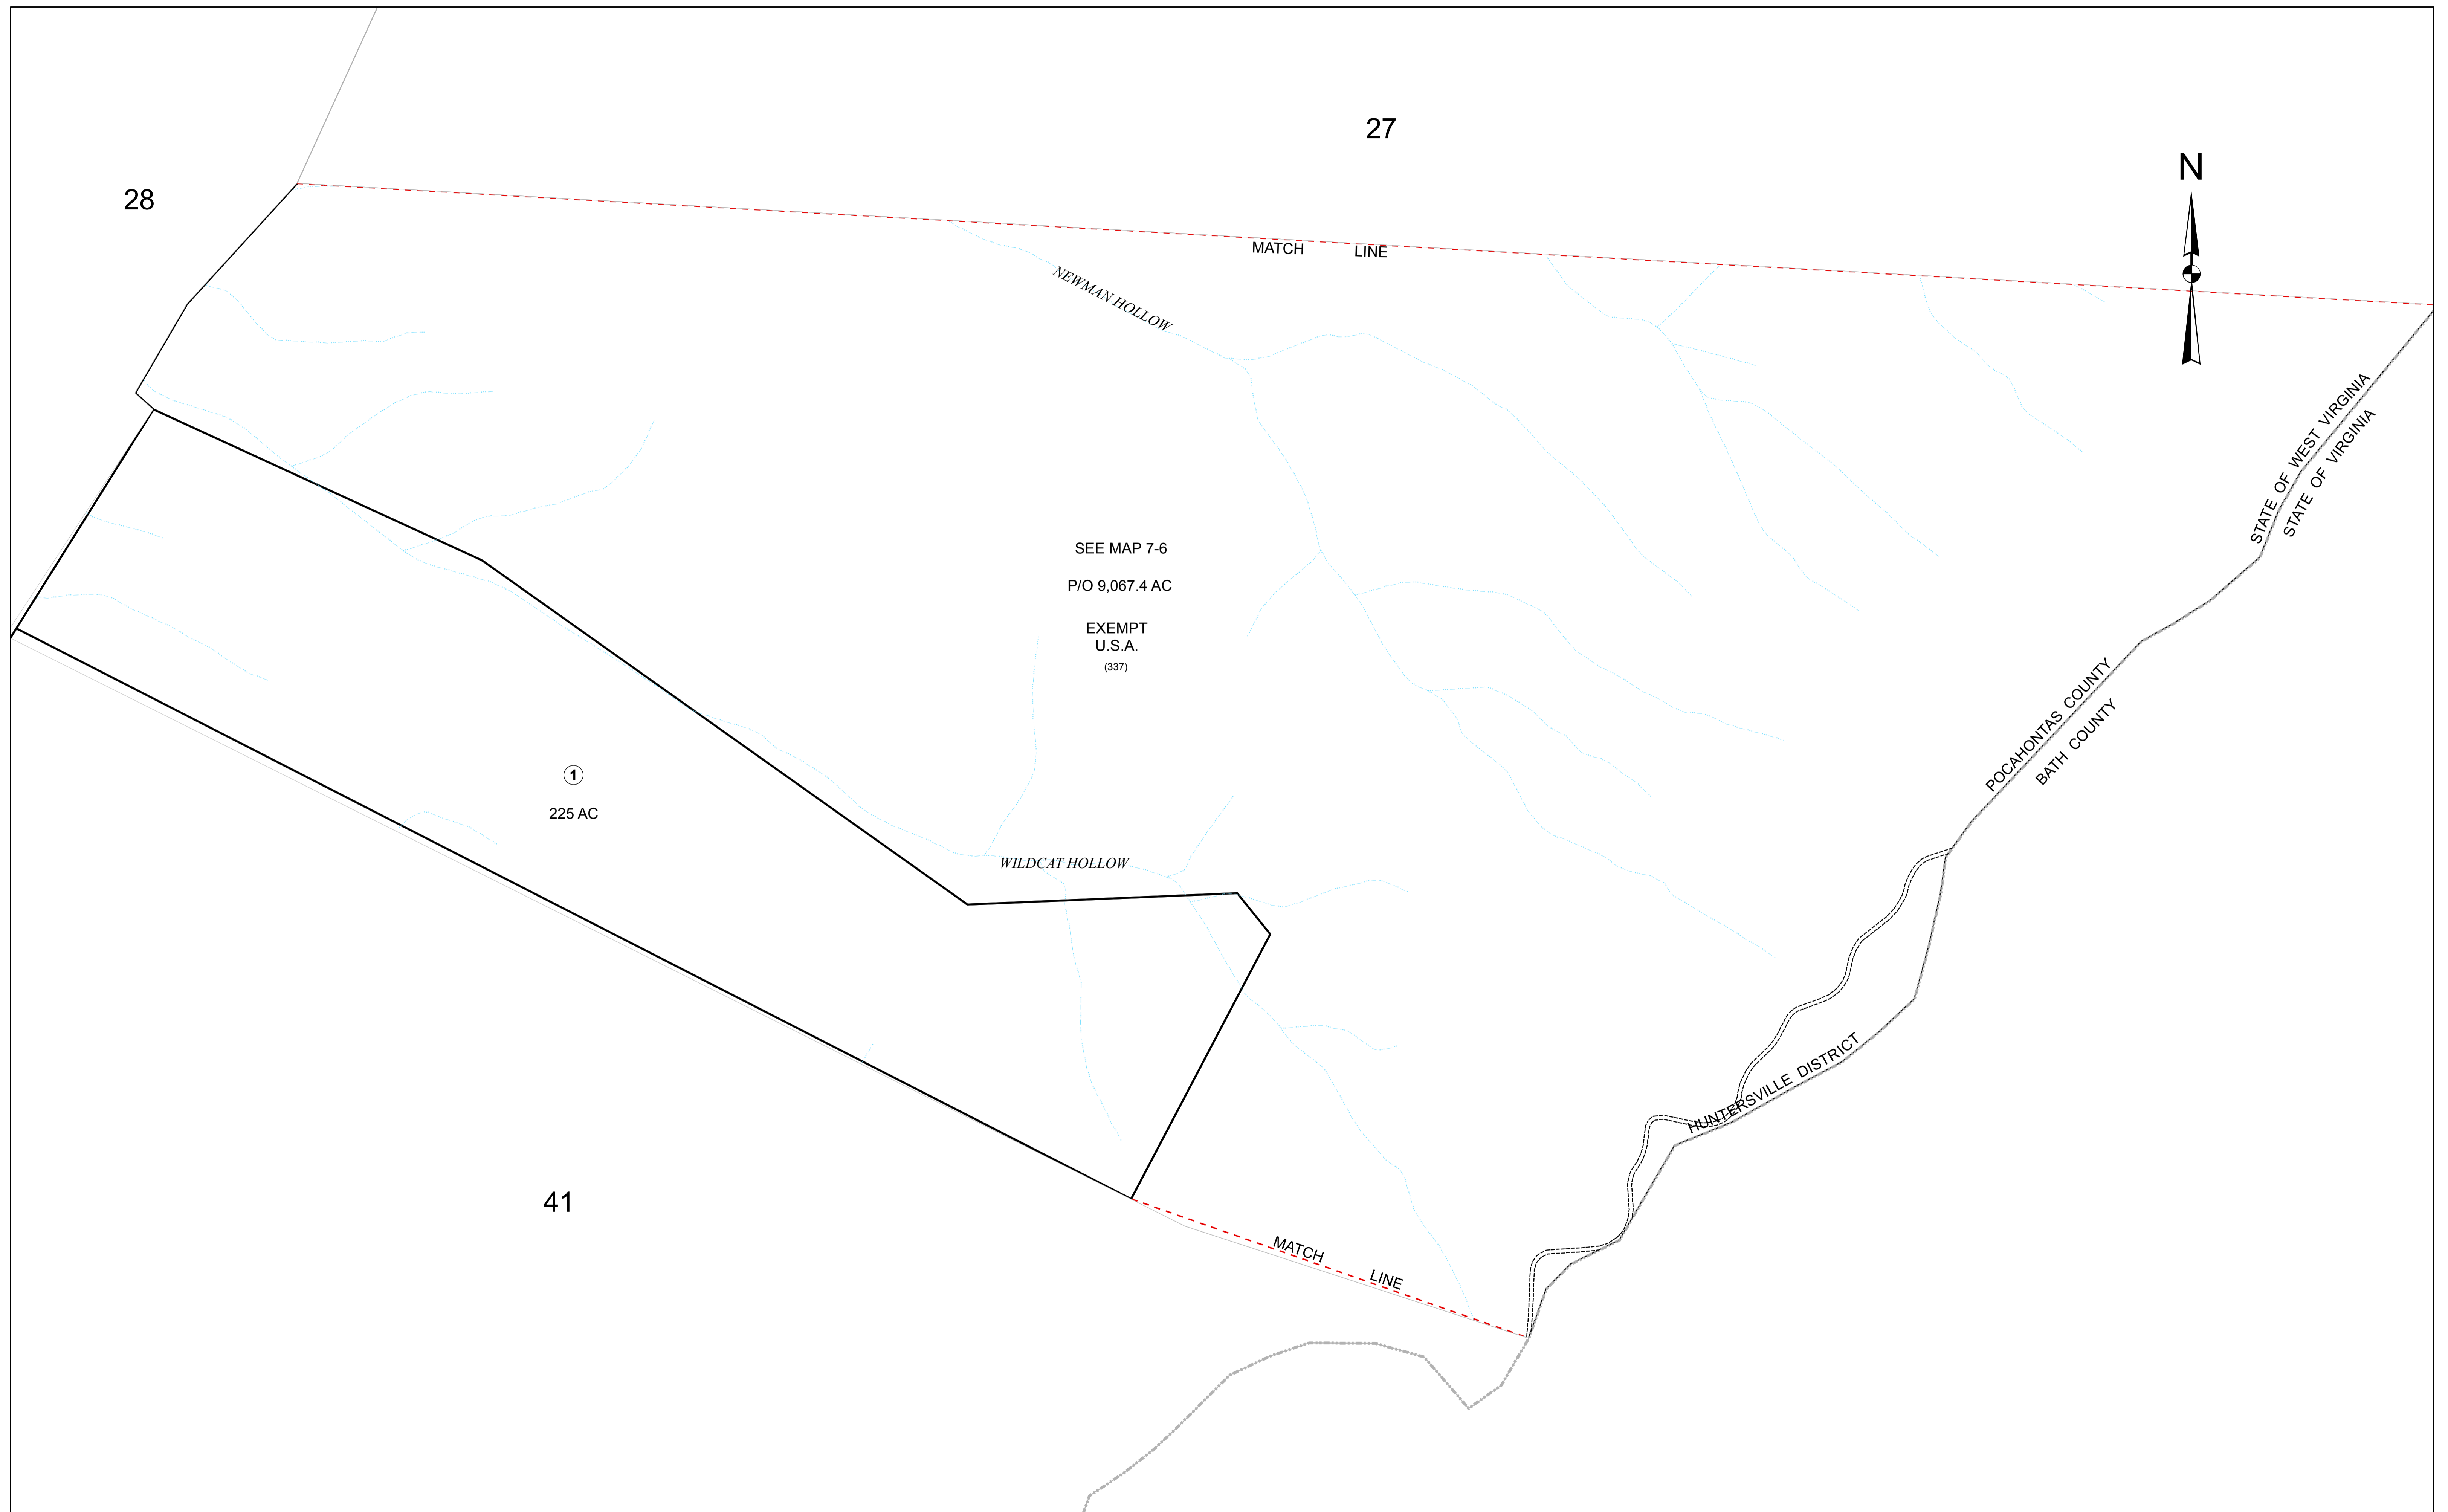 27
N
28
MATCH LINE
NEWMAN HOLLOW
STATE OF WEST VIRGINIA
STATE OF VIRGINIA
SEE MAP 7-6
P/O 9,067.4 AC
EXEMPT
U.S.A.
(337)
POCAHONTAS COUNTY
BATH COUNTY
1
225 AC
WILDCAT HOLLOW
HUNTERSVILLE DISTRICT
41
MATCH LINE